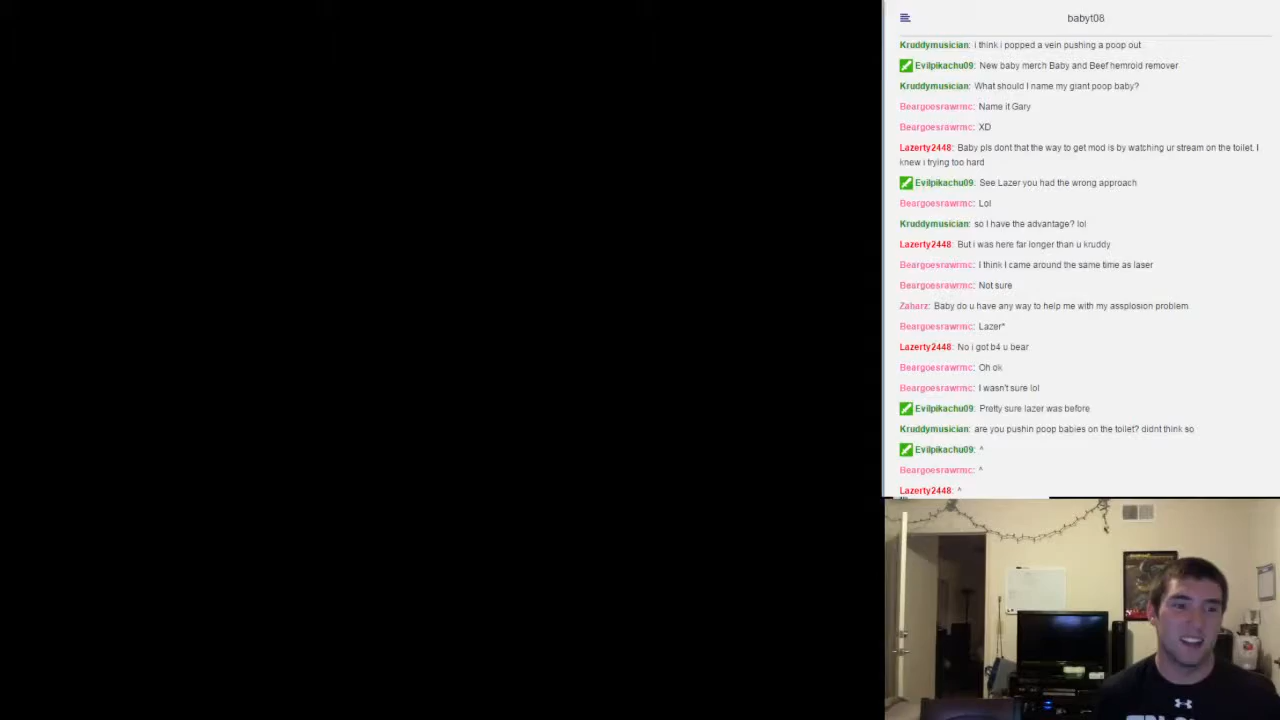 babyt08
Kruddymusician: i think i popped a vein pushing a poop out
Evilpikachu09: New baby merch Baby and Beef hemroid remover
Kruddymusician: What should I name my giant poop baby?
Beargoesrawrmc: Name it Gary
Beargoesrawrmc: XD
Lazerty2448: Baby pls dont that the way to get mod is by watching ur stream on the toilet. I
knew i trying too hard
Evilpikachu09: See Lazer you had the wrong approach
Beargoesrawrmc: Lol
Kruddymusician: so I have the advantage? lol
Lazerty2448: But i was here far longer than u kruddy
Beargoesrawrmc: I think I came around the same time as laser
Beargoesrawrmc: Not sure
Zaharz: Baby do u have any way to help me with my assplosion problem
Beargoesrawrmc: Lazer*
Lazerty2448: No i got b4 u bear
Beargoesrawrmc: Oh ok
Beargoesrawrmc: I wasn't sure lol
Evilpikachu09: Pretty sure lazer was before
Kruddymusician: are you pushin poop babies on the toilet? didnt think so
Evilpikachu09: ^
Beargoesrawrmc: ^
Lazerty2448: ^